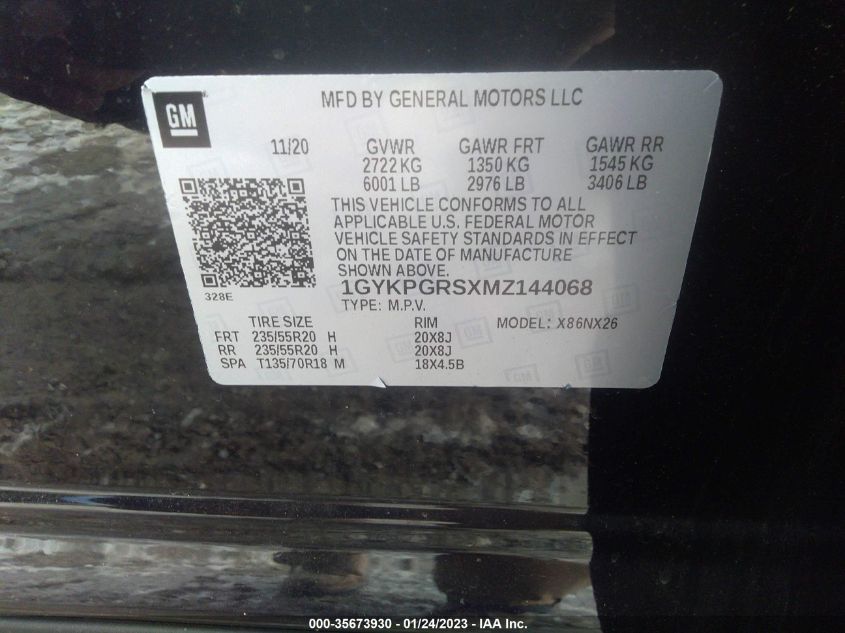 GM
MFD BY GENERAL MOTORS LLC
11/20 GVWR GAWR FRT GAWR RR
2722 KG 1350 KG 1545 KG
6001 LB 2976 LB 3406 LB
THIS VEHICLE CONFORMS TO ALL
APPLICABLE U.S. FEDERAL MOTOR
VEHICLE SAFETY STANDARDS IN EFFECT
ON THE DATE OF MANUFACTURE
SHOWN ABOVE.
328E
1GYKPGRSXMZ144068
TYPE: M.P.V.
TIRE SIZE RIM MODEL: X86NX26
FRT 235/55R20 H 20X8J
RR 235/55R20 H 20X8J
SPA T135/70R18 M 18X4.5B
000-35673930 - 01/24/2023 - © IAA Inc.